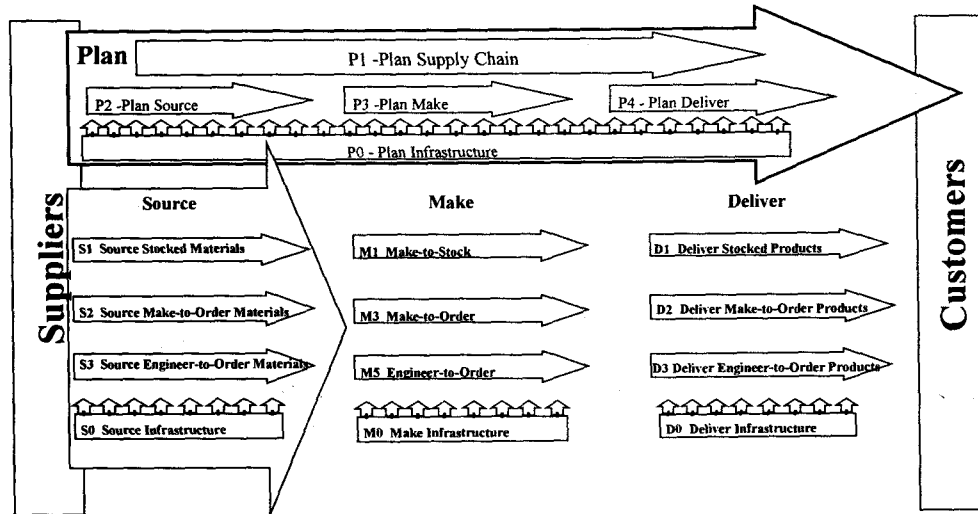 Suppliers
Plan
P1 -Plan Supply Chain
P2 -Plan Source
P3 -Plan Make
P4 - Plan Deliver
P0 - Plan Infrastructure
Source
Make
Deliver
S1 Source Stocked Materials
M1 Make-to-Stock
D1 Deliver Stocked Products
S2 Source Make-to-Order Materials
M3 Make-to-Order
D2 Deliver Make-to-Order Products
S3 Source Engineer-to-Order Materials
M5 Engineer-to-Order
D3 Deliver Engineer-to-Order Products
S0 Source Infrastructure
M0 Make Infrastructure
D0 Deliver Infrastructure
Customers